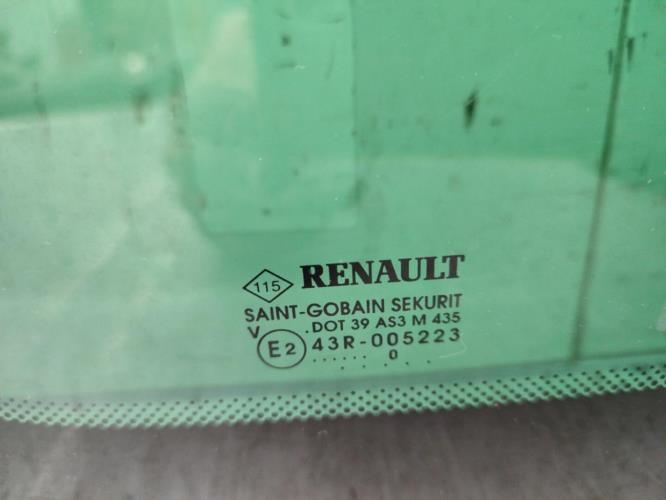 115 RENAULT
SAINT-GOBAIN SEKURIT
V .DOT 39 AS3 M 435
E2 43R-005223
...... 0 . . .